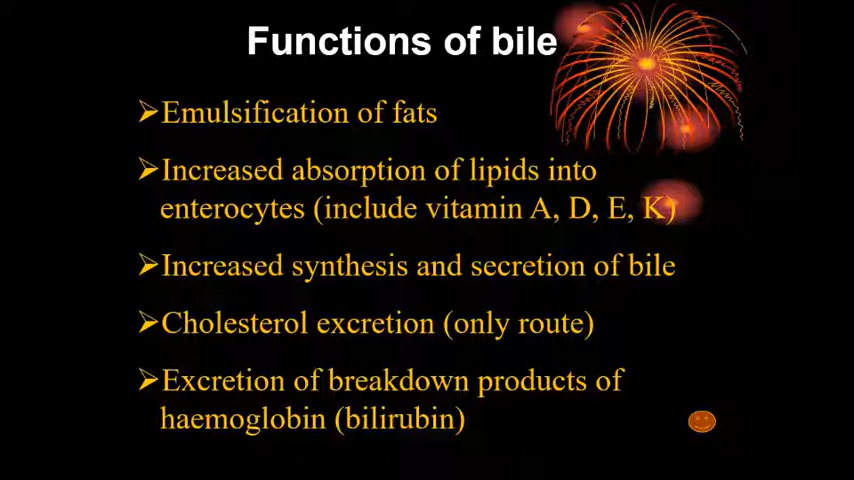 Functions of bile
➢Emulsification of fats
➢Increased absorption of lipids into
enterocytes (include vitamin A, D, E, K)
➢Increased synthesis and secretion of bile
➢Cholesterol excretion (only route)
➢Excretion of breakdown products of
haemoglobin (bilirubin)